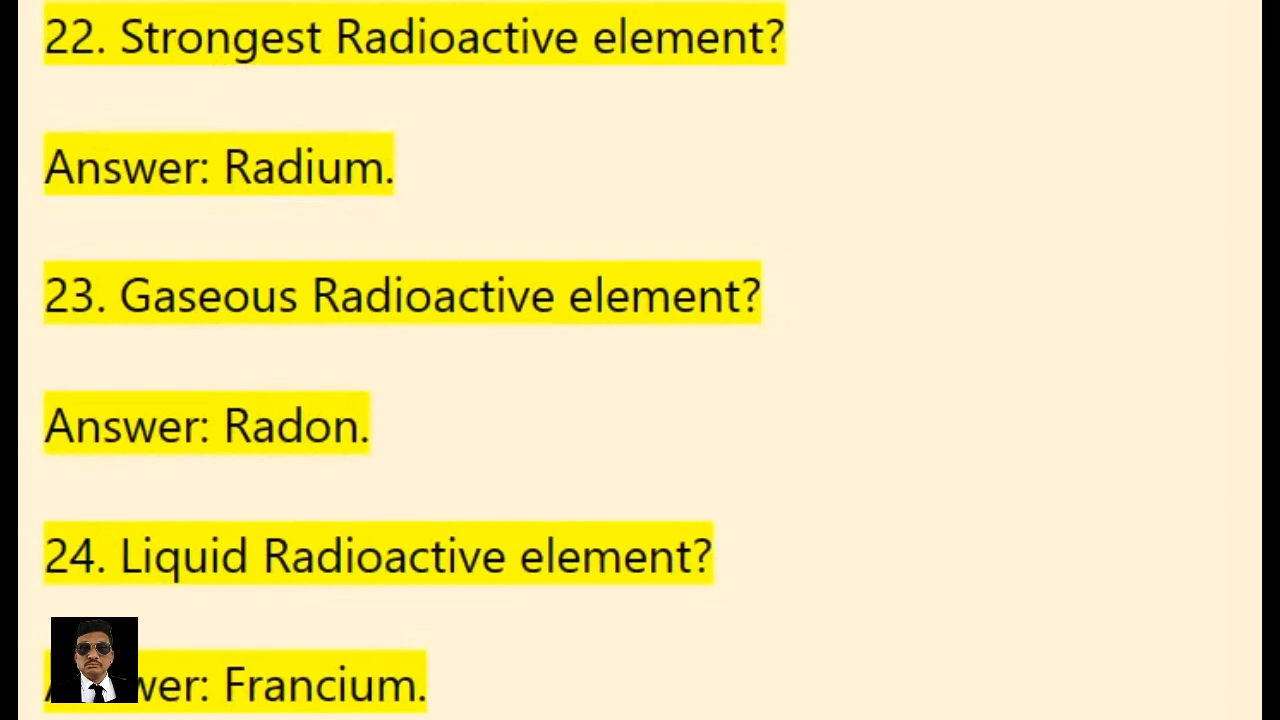 22. Strongest Radioactive element?
Answer: Radium.
23. Gaseous Radioactive element?
Answer: Radon.
24. Liquid Radioactive element?
wer: Francium.